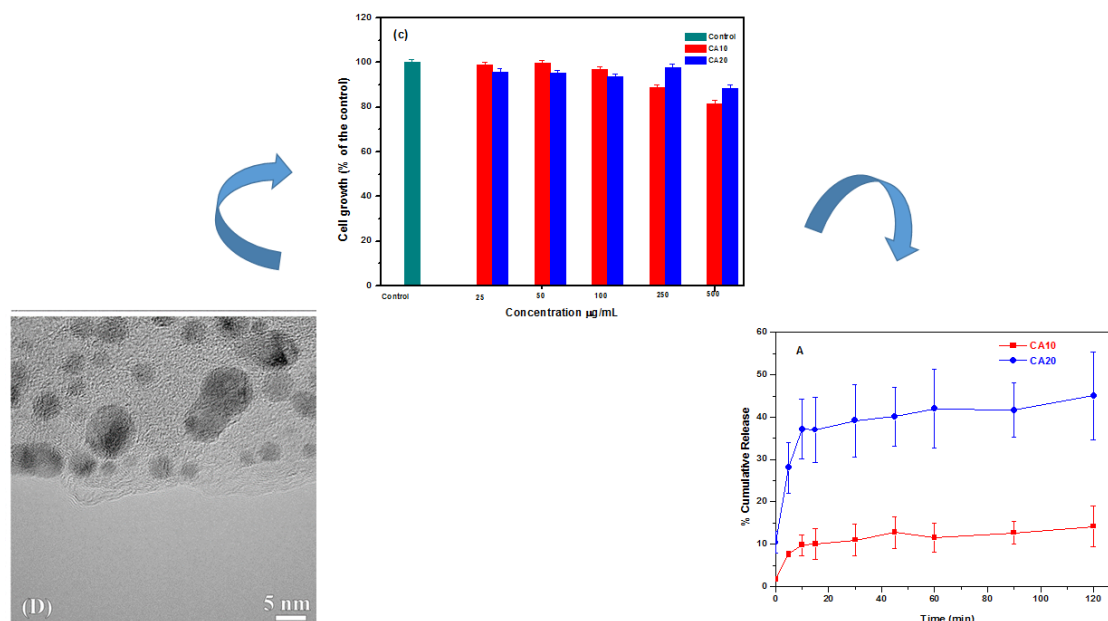 (c)
Control
CA10
CA20
Cell growth (% of the control)
120
100
80
60
40
20
0
Control
25
50
100
250
500
Concentration µg/mL
(D)
5 nm
A
CA10
CA20
% Cumulative Release
60
50
40
30
20
10
0
0
20
40
60
80
100
120
Time (min)